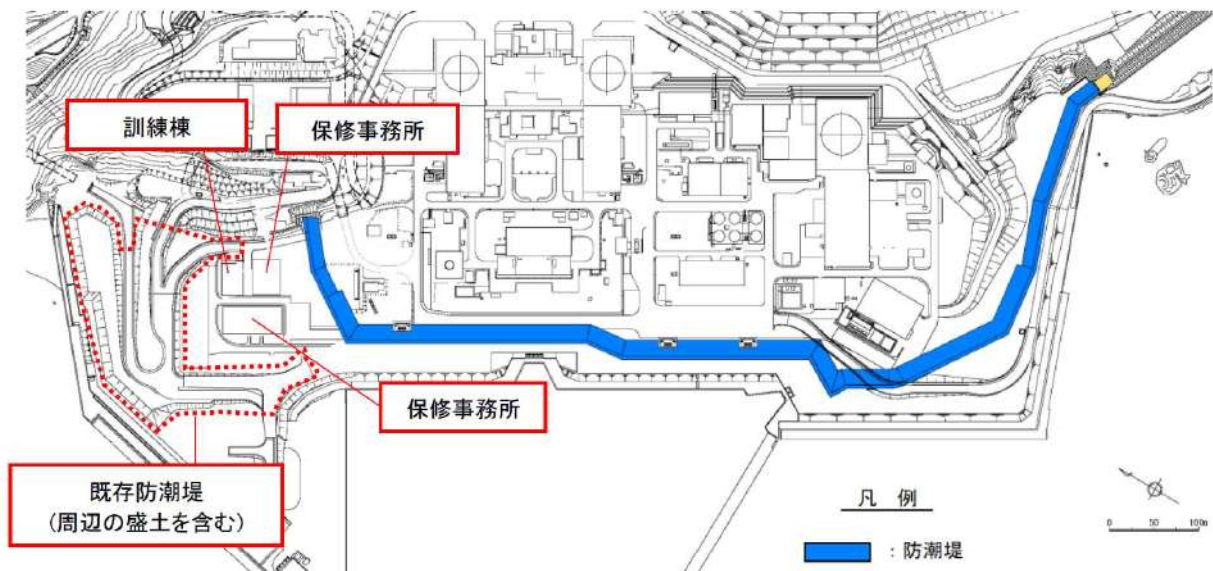 訓練棟
保修事務所
保修事務所
既存防潮堤
(周辺の盛土を含む)
凡 例
：防潮堤
0 50 100m